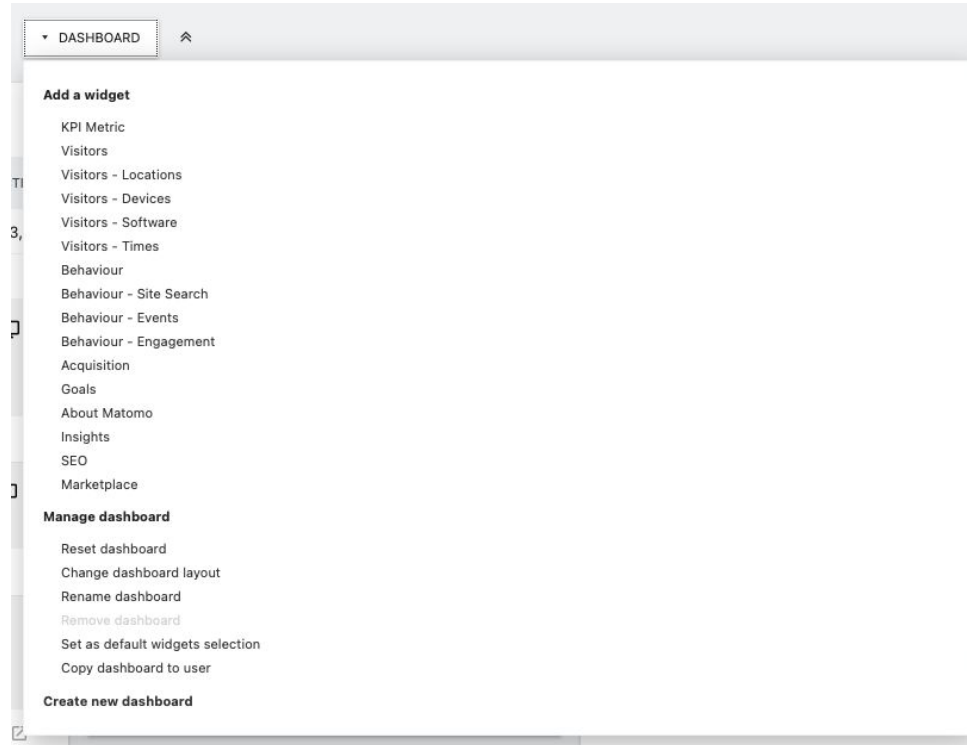 DASHBOARD
Add a widget
KPI Metric
Visitors
Visitors - Locations
Visitors - Devices
Visitors - Software
Visitors - Times
Behaviour
Behaviour - Site Search
Behaviour - Events
Behaviour - Engagement
Acquisition
Goals
About Matomo
Insights
SEO
Marketplace
Manage dashboard
Reset dashboard
Change dashboard layout
Rename dashboard
Remove dashboard
Set as default widgets selection
Copy dashboard to user
Create new dashboard